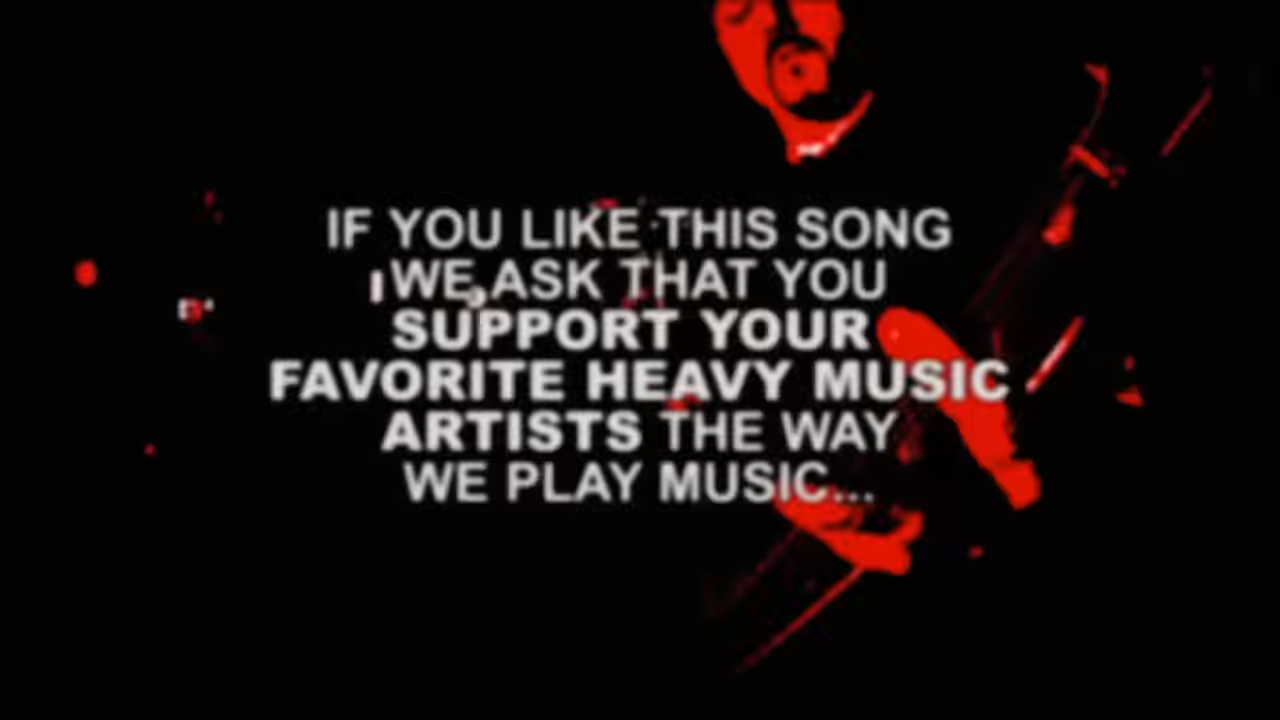 IF YOU LIKE THIS SONG
WE ASK THAT YOU
SUPPORT YOUR
FAVORITE HEAVY MUSIC
ARTISTS THE WAY
WE PLAY MUSIC...